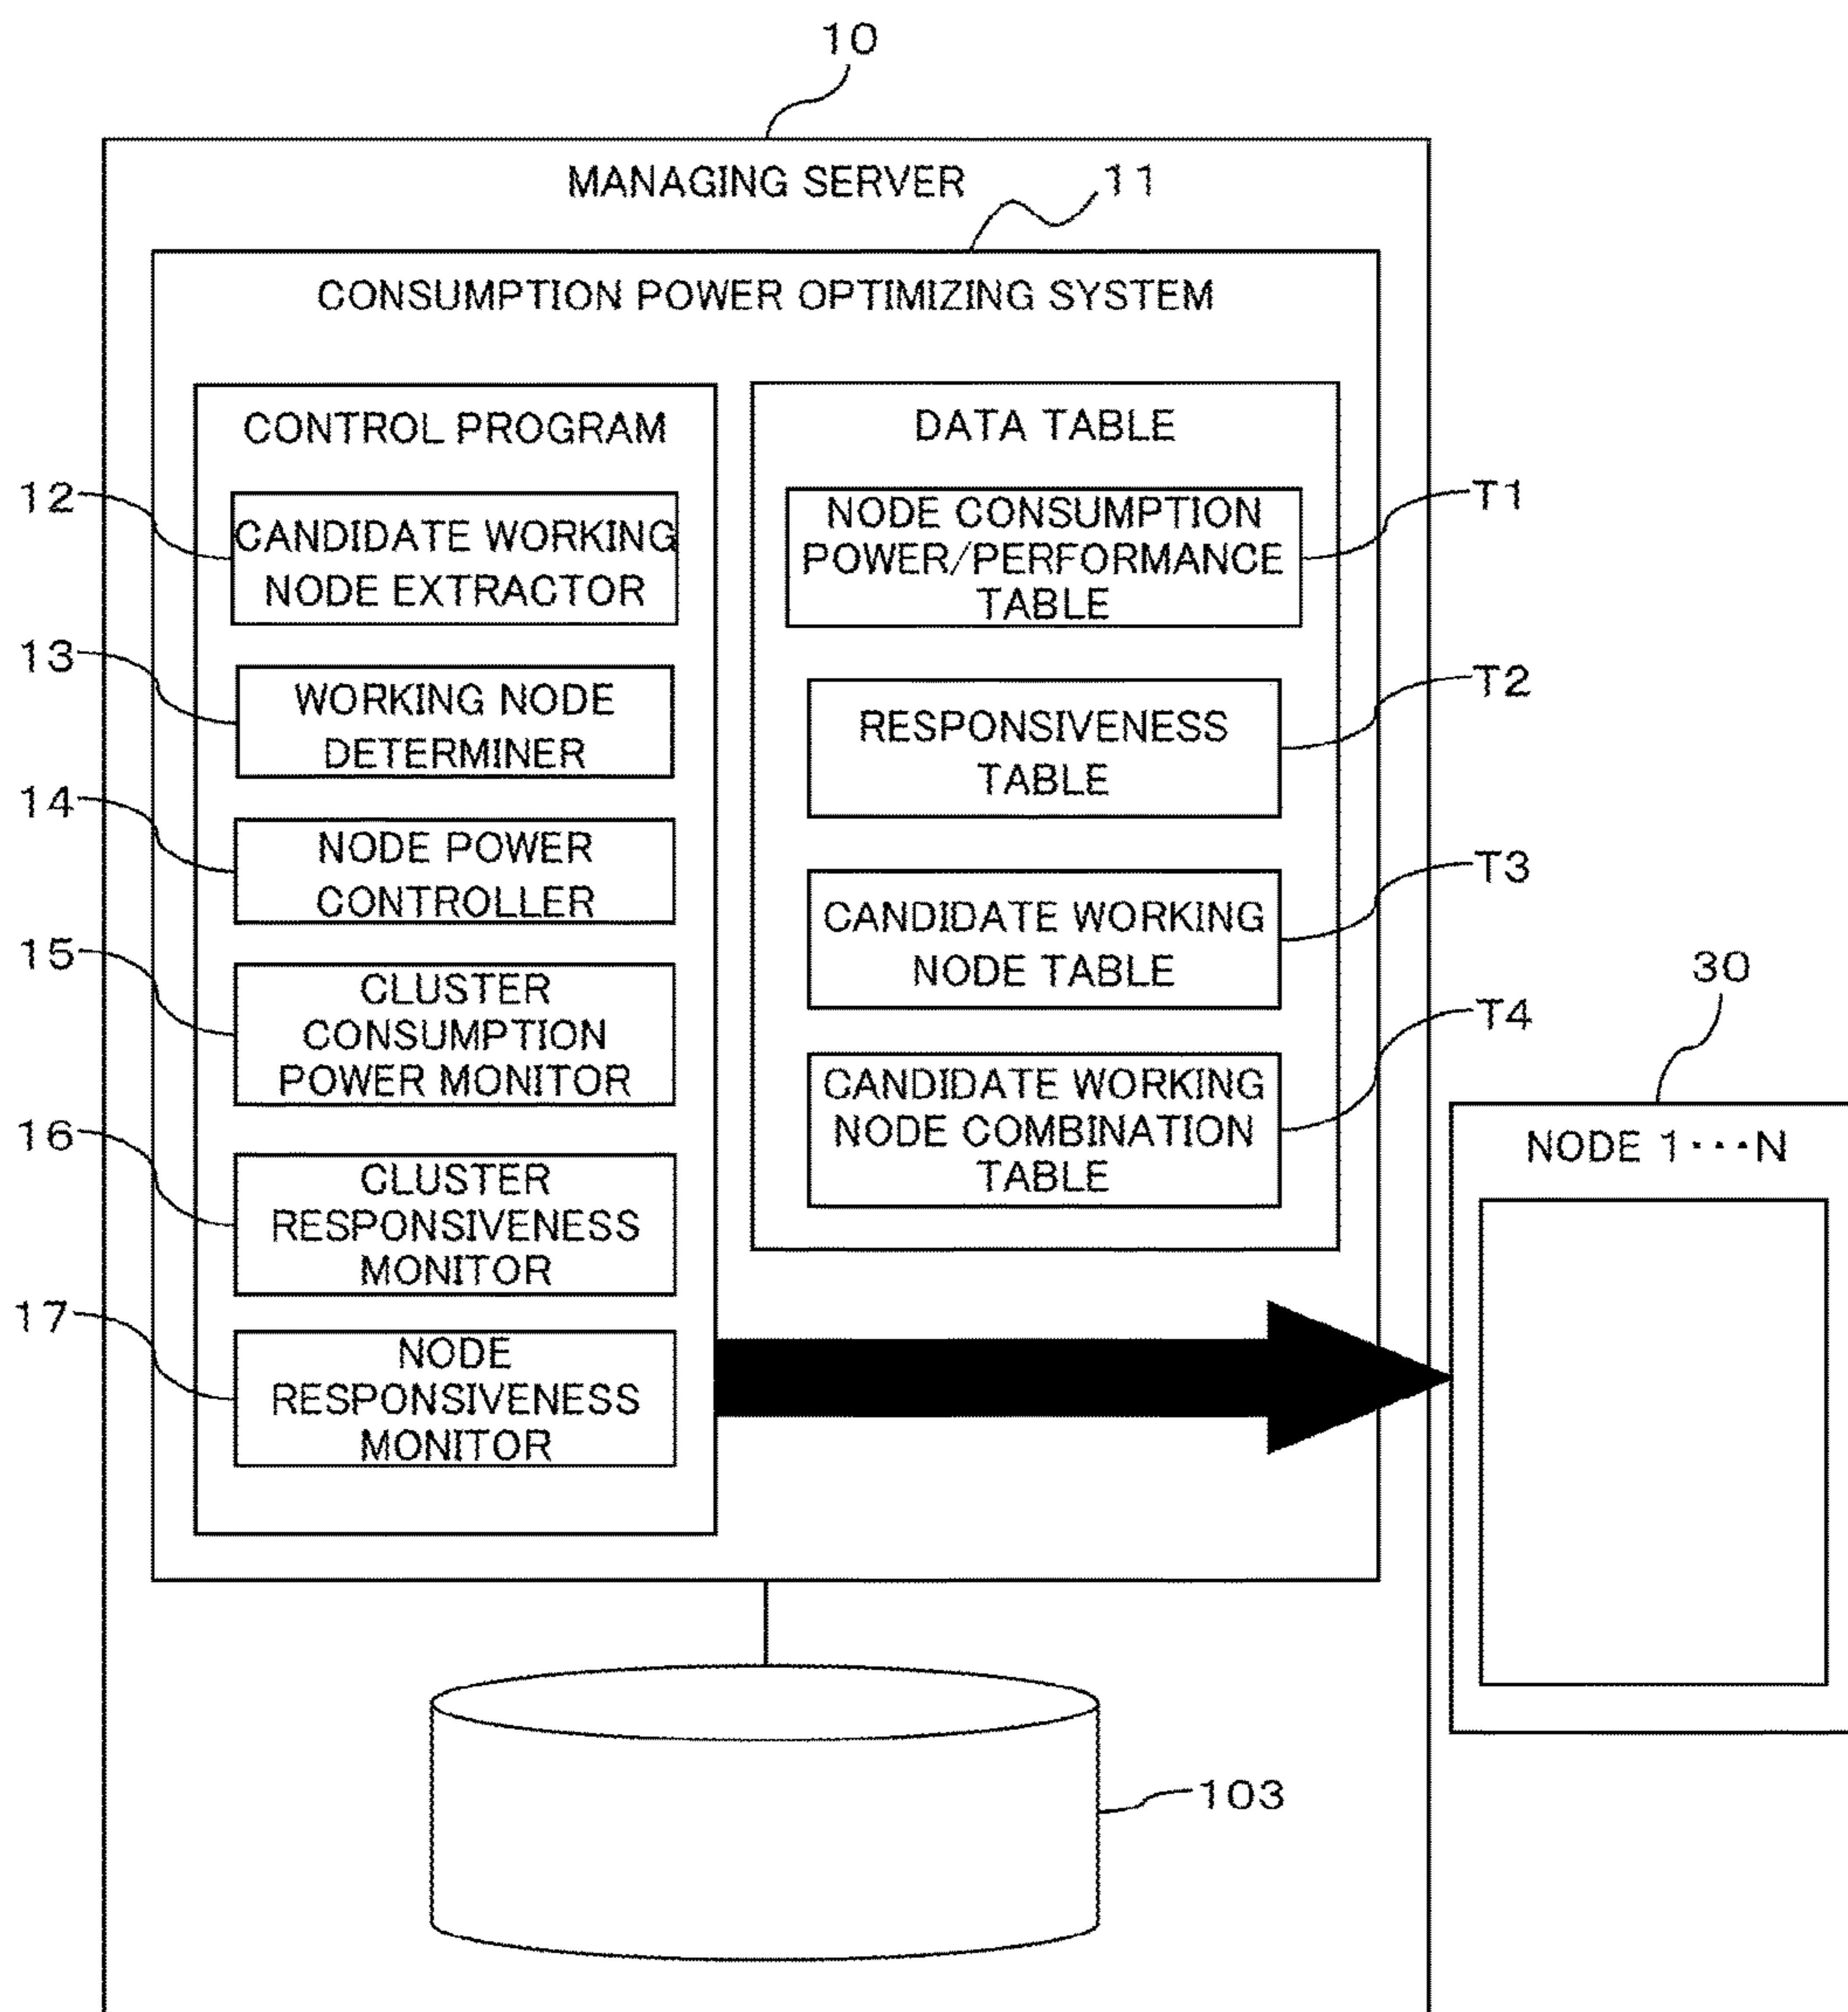 10
MANAGING SERVER
11
CONSUMPTION POWER OPTIMIZING SYSTEM
CONTROL PROGRAM
12
CANDIDATE WORKING
NODE EXTRACTOR
13
WORKING NODE
DETERMINER
14
NODE POWER
CONTROLLER
15
CLUSTER
CONSUMPTION
POWER MONITOR
16
CLUSTER
RESPONSIVENESS
MONITOR
17
NODE
RESPONSIVENESS
MONITOR
DATA TABLE
NODE CONSUMPTION
POWER/PERFORMANCE
TABLE
T1
RESPONSIVENESS
TABLE
T2
CANDIDATE WORKING
NODE TABLE
T3
CANDIDATE WORKING
NODE COMBINATION
TABLE
T4
30
NODE 1···N
103